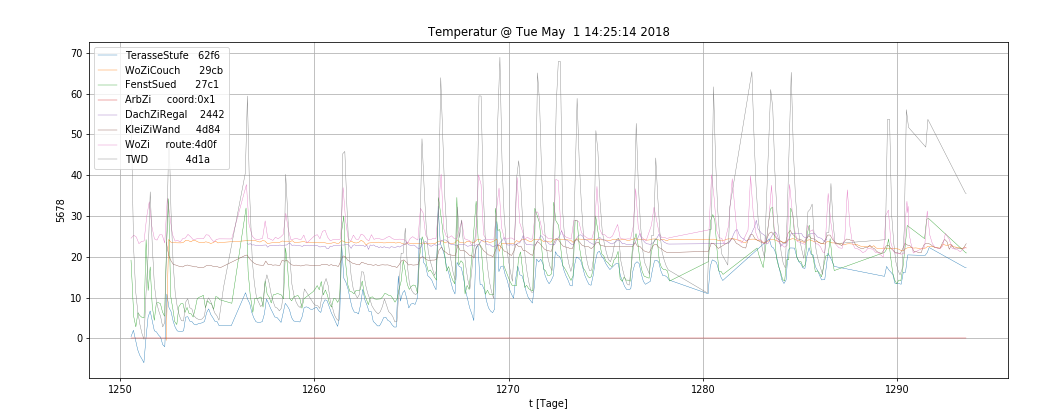 Temperatur @ Tue May  1 14:25:14 2018
70
60
50
40
30
20
10
0
5678
TerasseStufe 62f6
WoZiCouch 29cb
FenstSued 27c1
ArbZi coord:0x1
DachZiRegal 2442
KleiZiWand 4d84
WoZi route:4d0f
TWD 4d1a
1250 1260 1270 1280 1290
t [Tage]